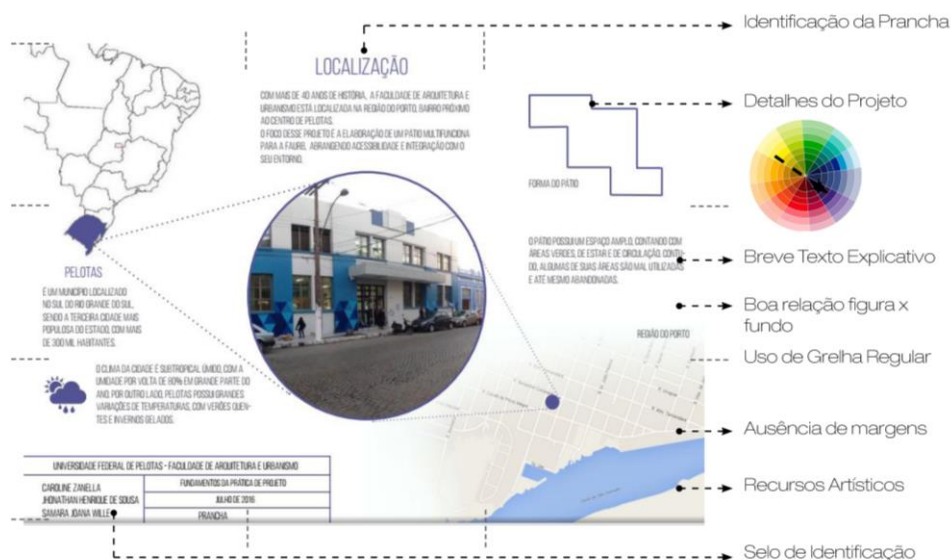 LOCALIZAÇÃO
COM MAIS DE 40 ANOS DE HISTÓRIA, A FACULDADE DE ARQUITETURA E
URBANISMO ESTÁ LOCALIZADA NA REGIÃO DO PORTO, BAIRRO PRÓXIMO
AO CENTRO DE PELOTAS.
O FOCO DESSE PROJETO É A ELABORAÇÃO DE UM PÁTIO MULTIFUNCIONA
PARA A FAURB, ABRANGENDO ACESSIBILIDADE E INTEGRAÇÃO COM O
SEU ENTORNO.
FORMA DO PÁTIO
O PÁTIO POSSUI UM ESPAÇO AMPLO, CONTANDO COM
ÁREAS VERDES, DE ESTAR E DE CIRCULAÇÃO. CONTU-
DO, ALGUMAS DE SUAS ÁREAS SÃO MAL UTILIZADAS
E ATÉ MESMO ABANDONADAS.
PELOTAS
É UM MUNICÍPIO LOCALIZADO
NO SUL DO RIO GRANDE DO SUL,
SENDO A TERCEIRA CIDADE MAIS
POPULOSA DO ESTADO, COM MAIS
DE 300 MIL HABITANTES.
REGIÃO DO PORTO
O CLIMA DA CIDADE É SUBTROPICAL ÚMIDO, COM A
UMIDADE POR VOLTA DE 80% EM GRANDE PARTE DO
ANO. POR OUTRO LADO, PELOTAS POSSUI GRANDES
VARIAÇÕES DE TEMPERATURAS, COM VERÕES QUEN-
TES E INVERNOS GELADOS.
UNIVERSIDADE FEDERAL DE PELOTAS - FACULDADE DE ARQUITETURA E URBANISMO
CAROLINE ZANELLA
JHONATHAN HENRIQUE DE SOUSA
SAMARA JOANA WILLE
FUNDAMENTOS DA PRÁTICA DE PROJETO
JULHO DE 2016
PRANCHA
Identificação da Prancha
Detalhes do Projeto
Breve Texto Explicativo
Boa relação figura x
fundo
Uso de Grelha Regular
Ausência de margens
Recursos Artísticos
Selo de Identificação